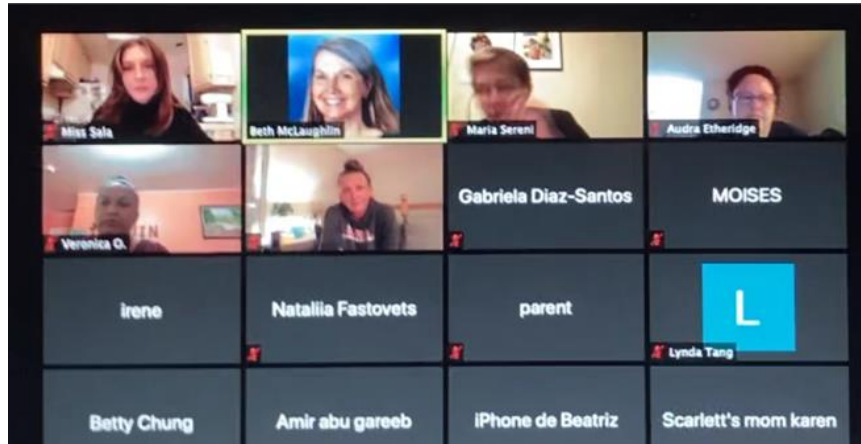 Miss Sala
Beth McLaughlin
Maria Sereni
Audra Etheridge
Veronica O.
Gabriela Diaz-Santos
MOISES
irene
Nataliia Fastovets
parent
L
Lynda Tang
Betty Chung
Amir abu gareeb
iPhone de Beatriz
Scarlett's mom karen